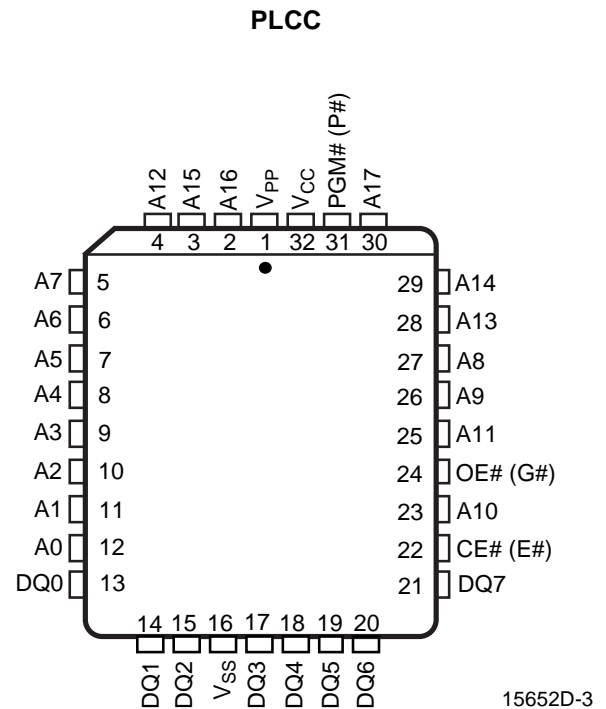 PLCC
A12 A15 A16 VPP VCC PGM# (P#) A17
4 3 2 1 32 31 30
A7 5 29 A14
A6 6 28 A13
A5 7 27 A8
A4 8 26 A9
A3 9 25 A11
A2 10 24 OE# (G#)
A1 11 23 A10
A0 12 22 CE# (E#)
DQ0 13 21 DQ7
14 15 16 17 18 19 20
DQ1 DQ2 VSS DQ3 DQ4 DQ5 DQ6
15652D-3